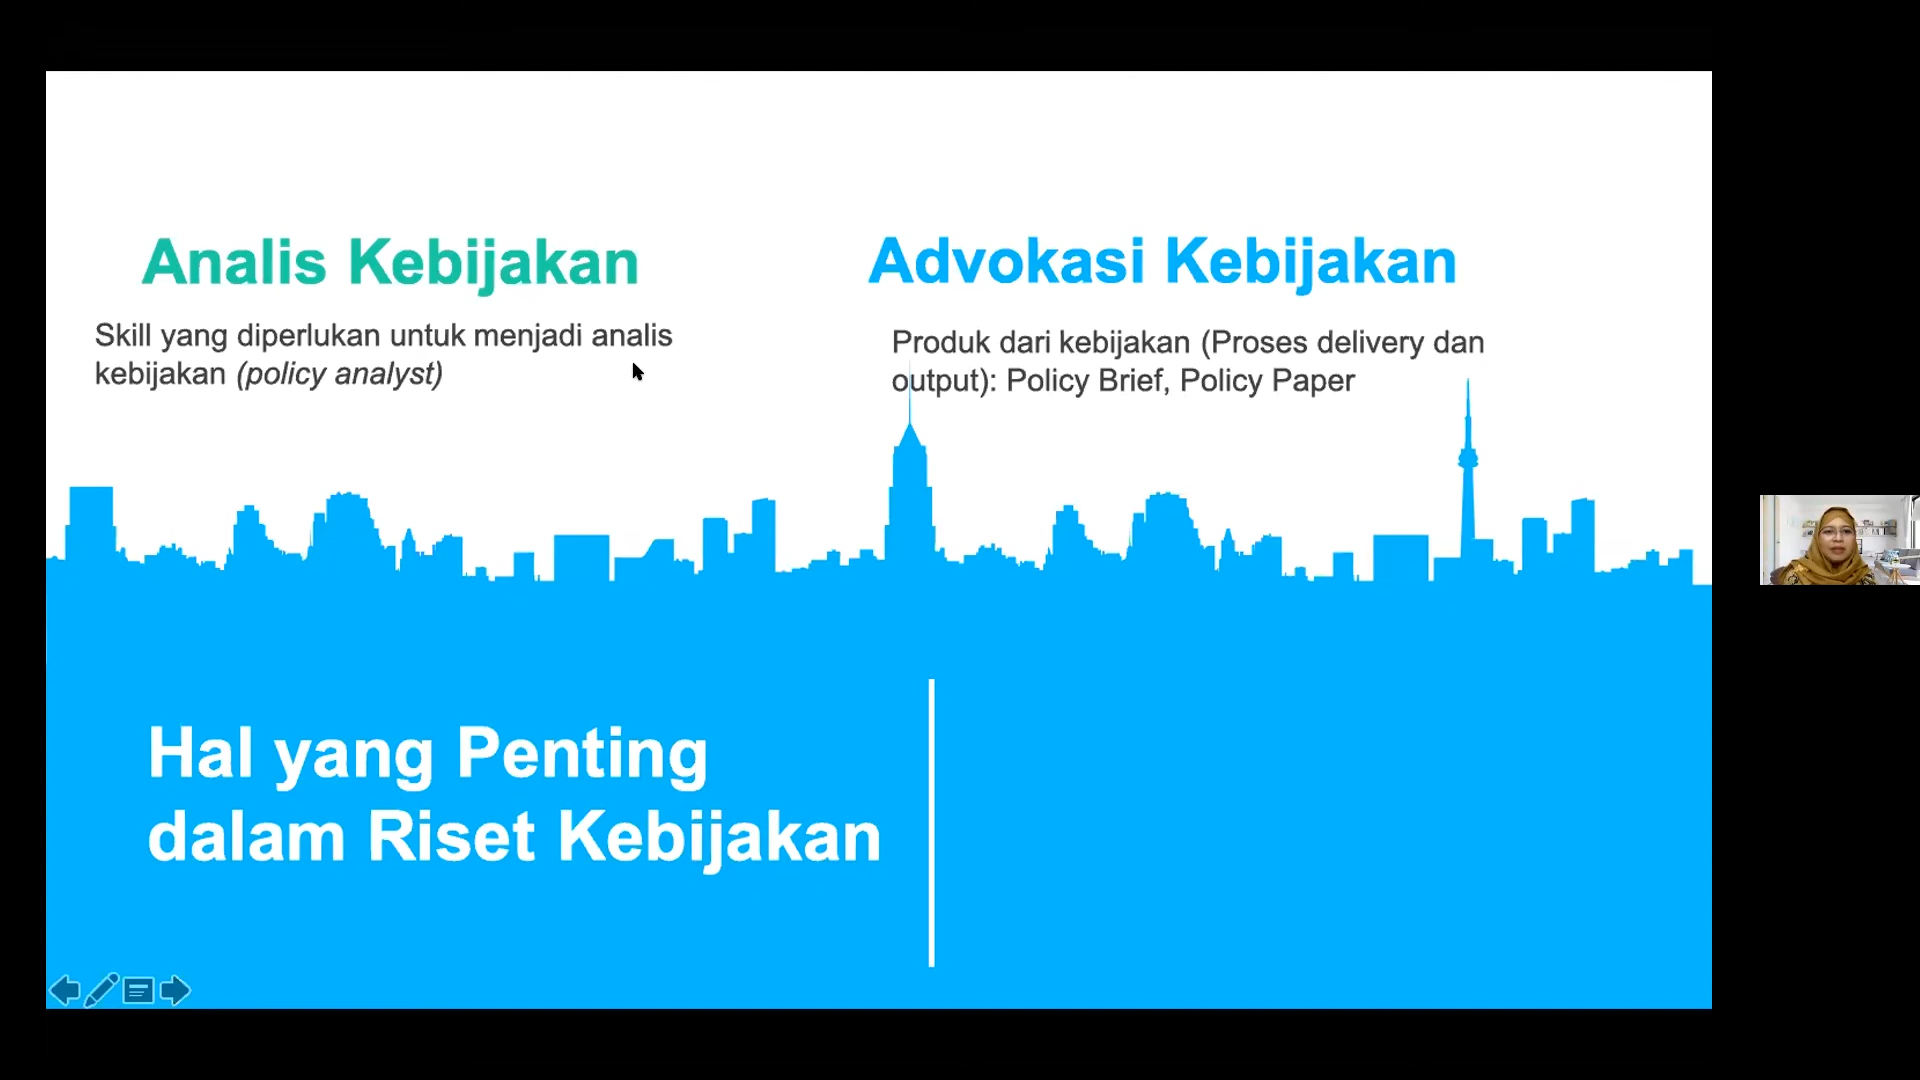 Analis Kebijakan
Skill yang diperlukan untuk menjadi analis
kebijakan (policy analyst)
Advokasi Kebijakan
Produk dari kebijakan (Proses delivery dan
output): Policy Brief, Policy Paper
Hal yang Penting
dalam Riset Kebijakan